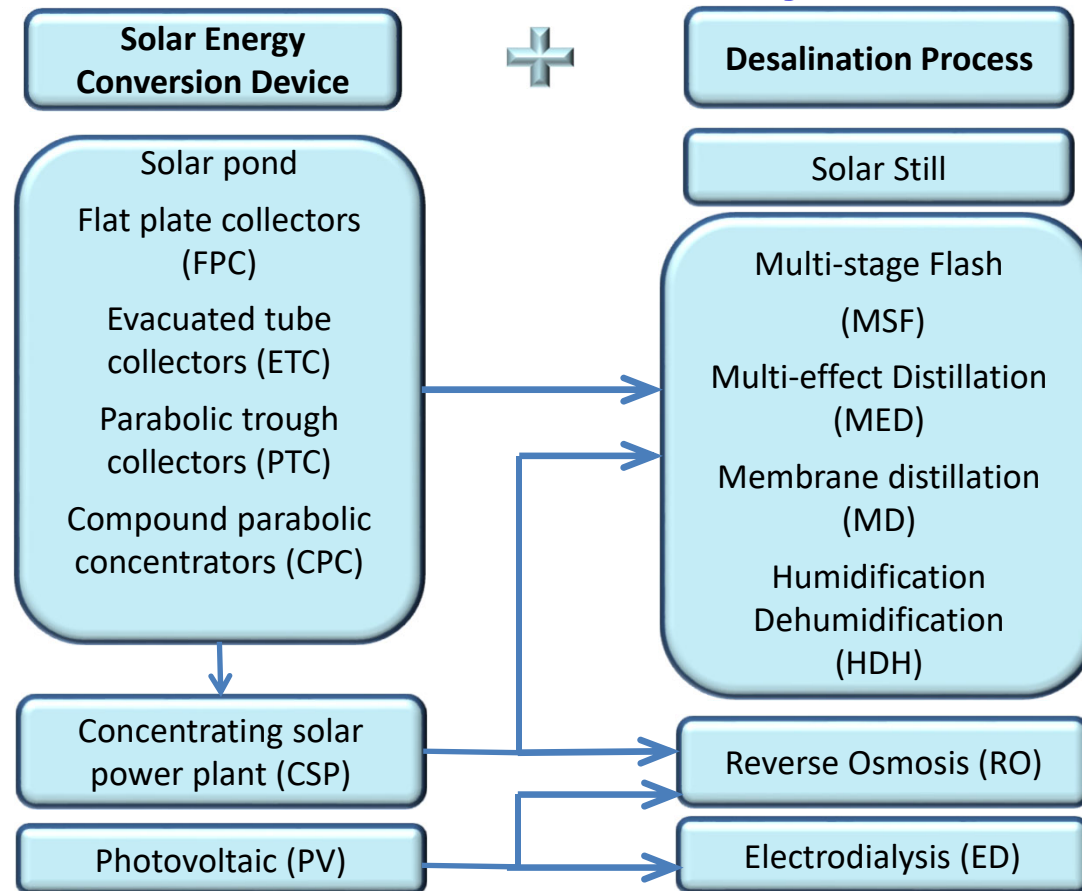 Solar Energy
Conversion Device
Desalination Process
Solar pond
Flat plate collectors
(FPC)
Evacuated tube
collectors (ETC)
Parabolic trough
collectors (PTC)
Compound parabolic
concentrators (CPC)
Concentrating solar
power plant (CSP)
Photovoltaic (PV)
Solar Still
Multi-stage Flash
(MSF)
Multi-effect Distillation
(MED)
Membrane distillation
(MD)
Humidification
Dehumidification
(HDH)
Reverse Osmosis (RO)
Electrodialysis (ED)